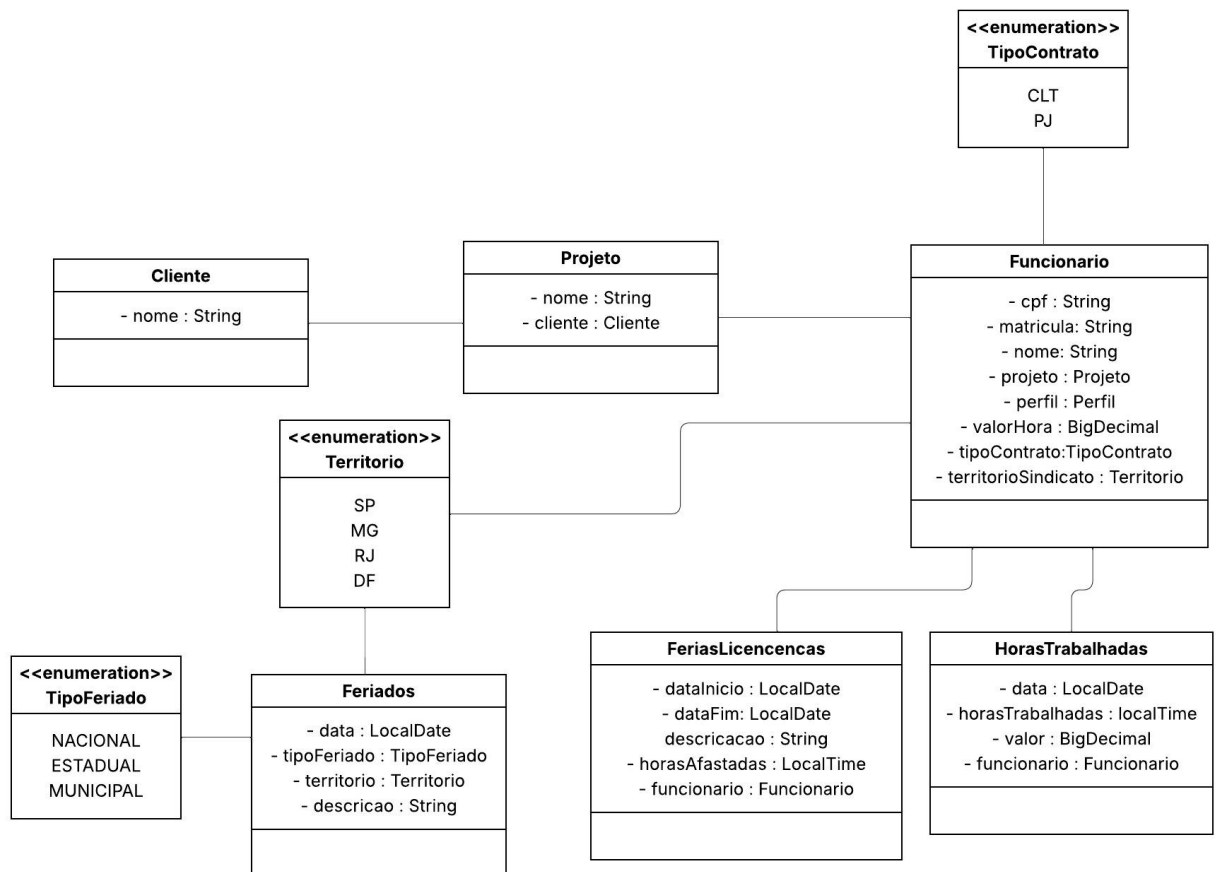 <<enumeration>>
TipoContrato
CLT
PJ
Cliente
- nome : String
Projeto
- nome : String
- cliente : Cliente
Funcionario
- cpf : String
- matricula: String
- nome: String
- projeto : Projeto
- perfil : Perfil
- valorHora : BigDecimal
- tipoContrato:TipoContrato
- territorioSindicato : Territorio
<<enumeration>>
Territorio
SP
MG
RJ
DF
<<enumeration>>
TipoFeriado
NACIONAL
ESTADUAL
MUNICIPAL
Feriados
- data : LocalDate
- tipoFeriado : TipoFeriado
- territorio : Territorio
- descricao : String
FeriasLicencencas
- dataInicio : LocalDate
- dataFim: LocalDate
descricacao : String
- horasAfastadas : LocalTime
- funcionario : Funcionario
HorasTrabalhadas
- data : LocalDate
- horasTrabalhadas : localTime
- valor : BigDecimal
- funcionario : Funcionario